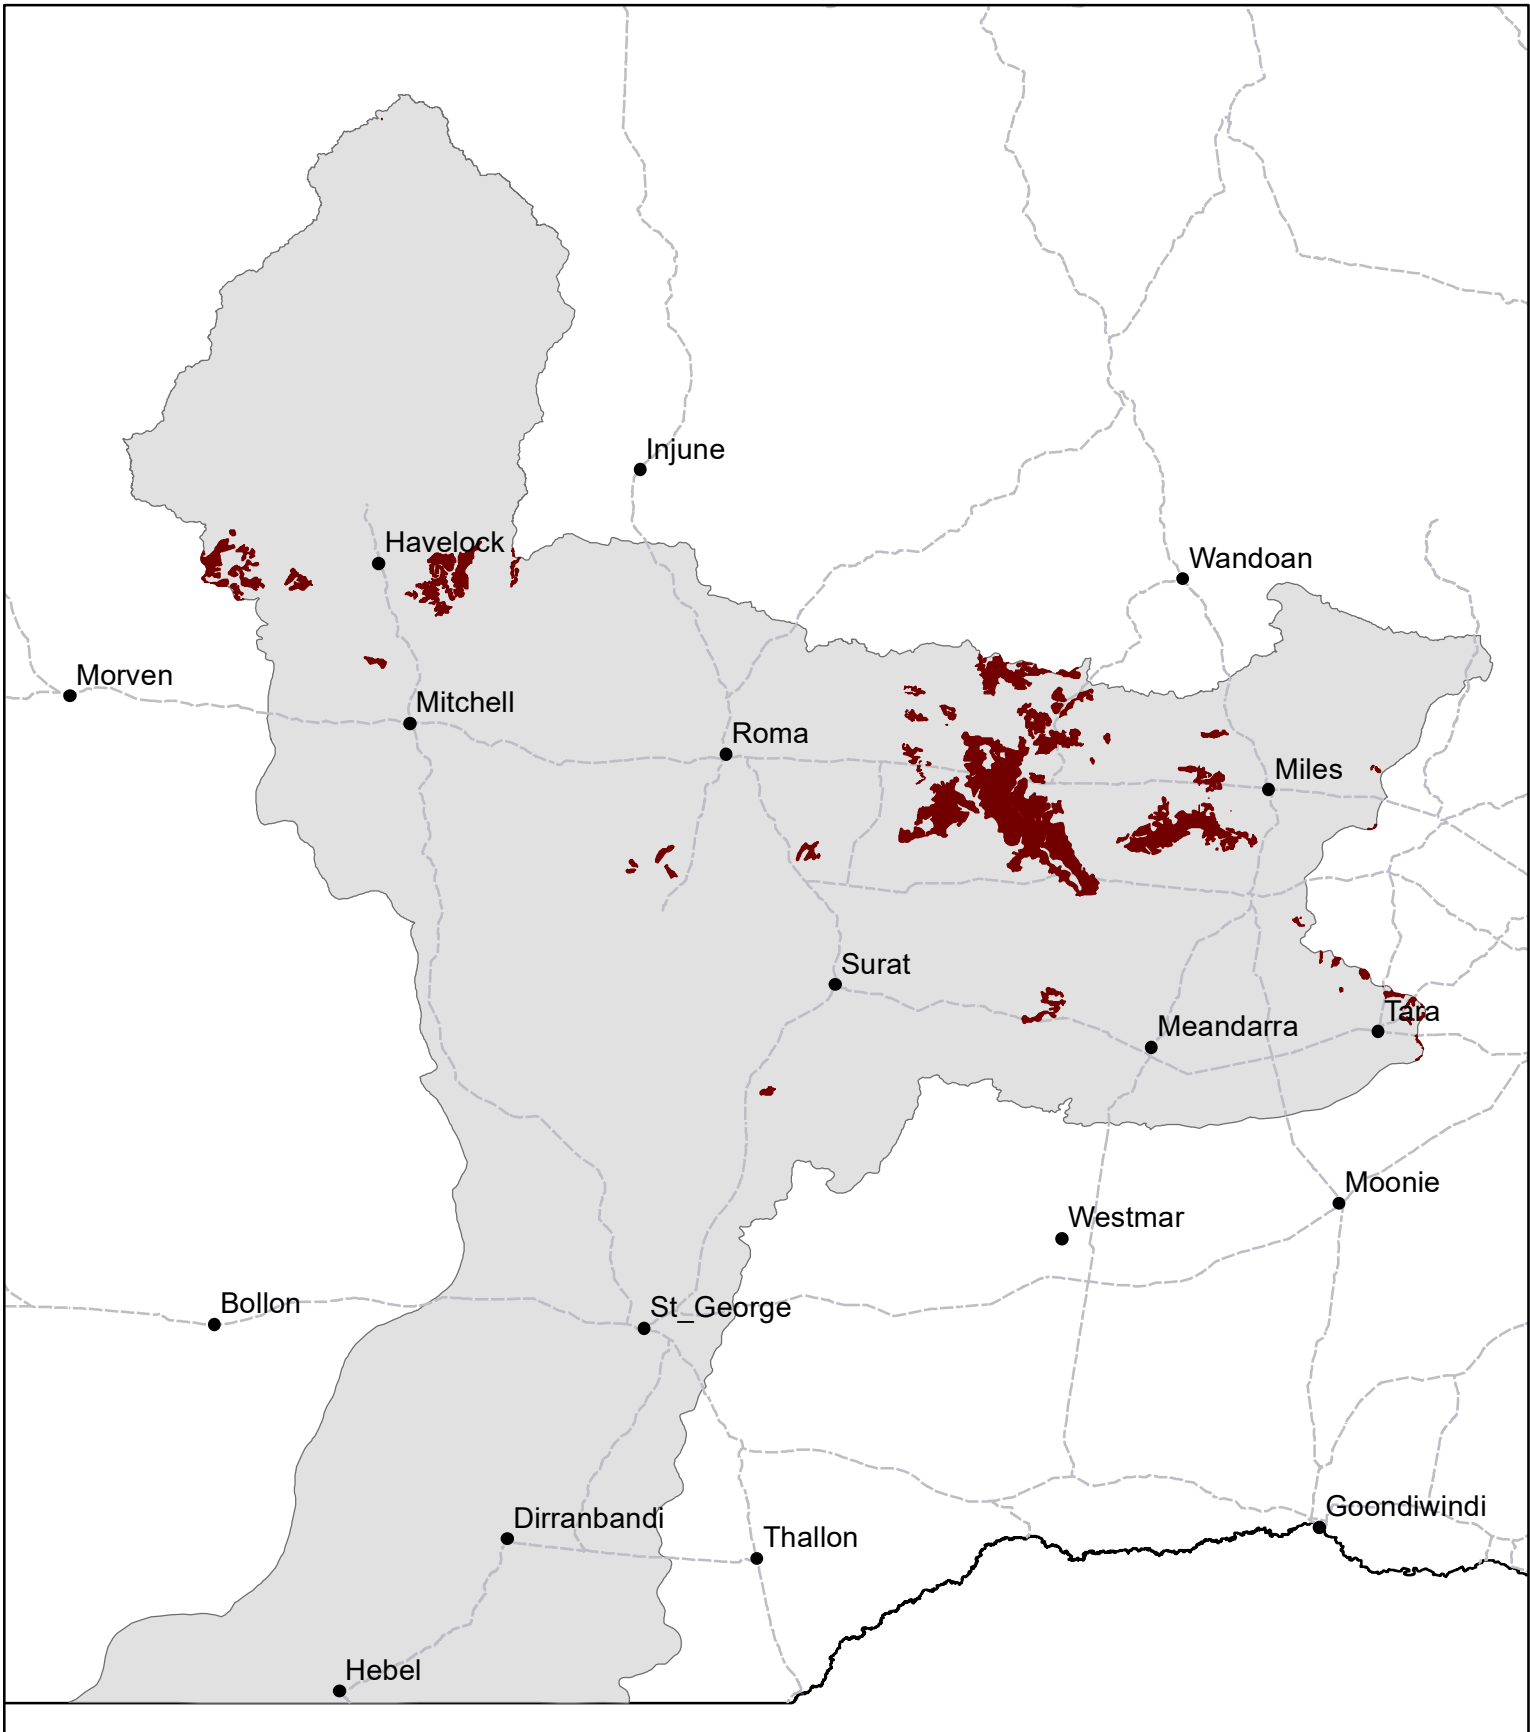 Injune
Havelock
Wandoan
Morven
Mitchell
Roma
Miles
Surat
Tara
Meandarra
Moonie
Westmar
Bollon
St_George
Goondiwindi
Dirranbandi
Thallon
Hebel